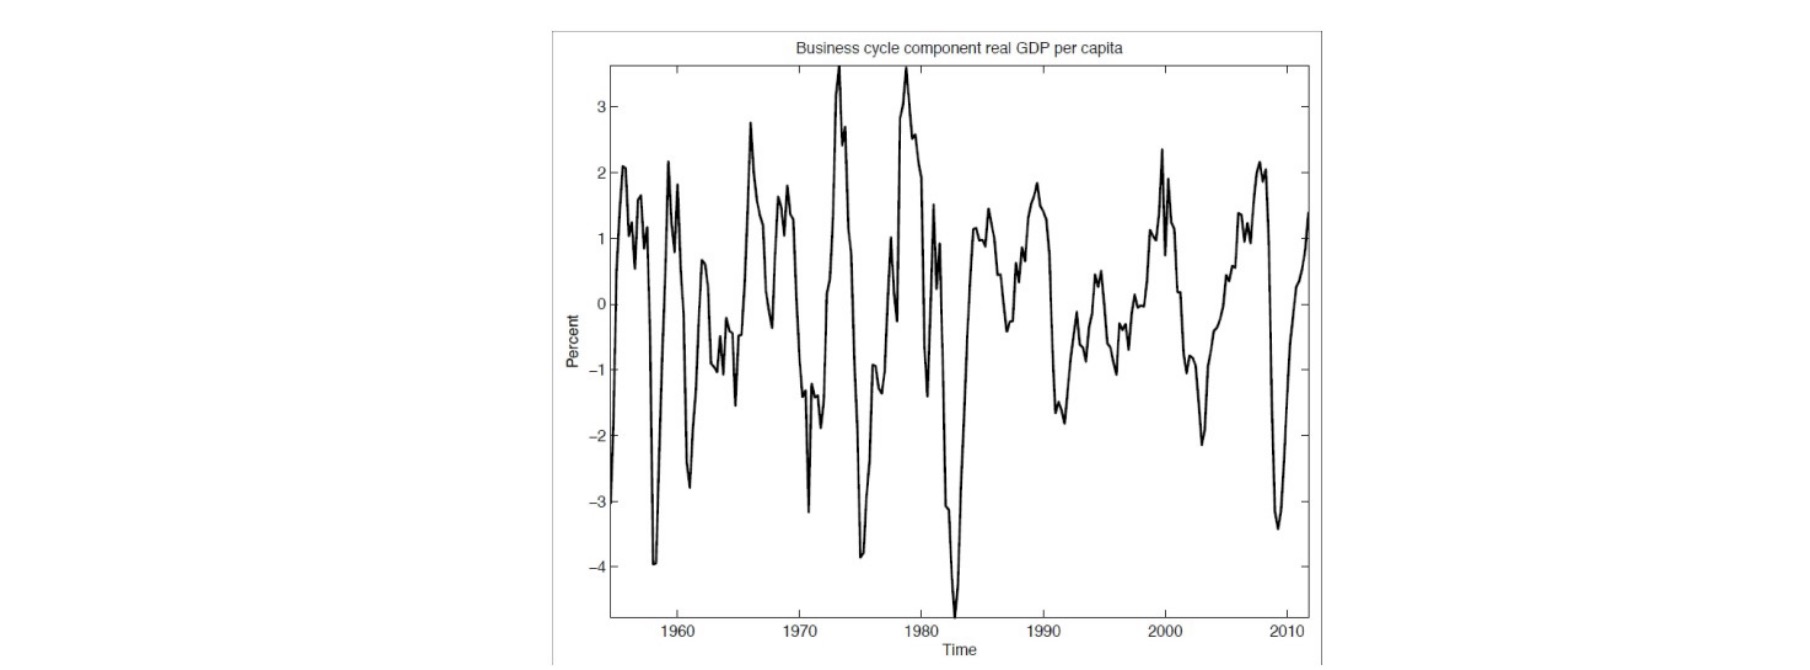 Business cycle component real GDP per capita
3
2
1
0
−1
−2
−3
−4
Percent
1960 1970 1980 1990 2000 2010
Time